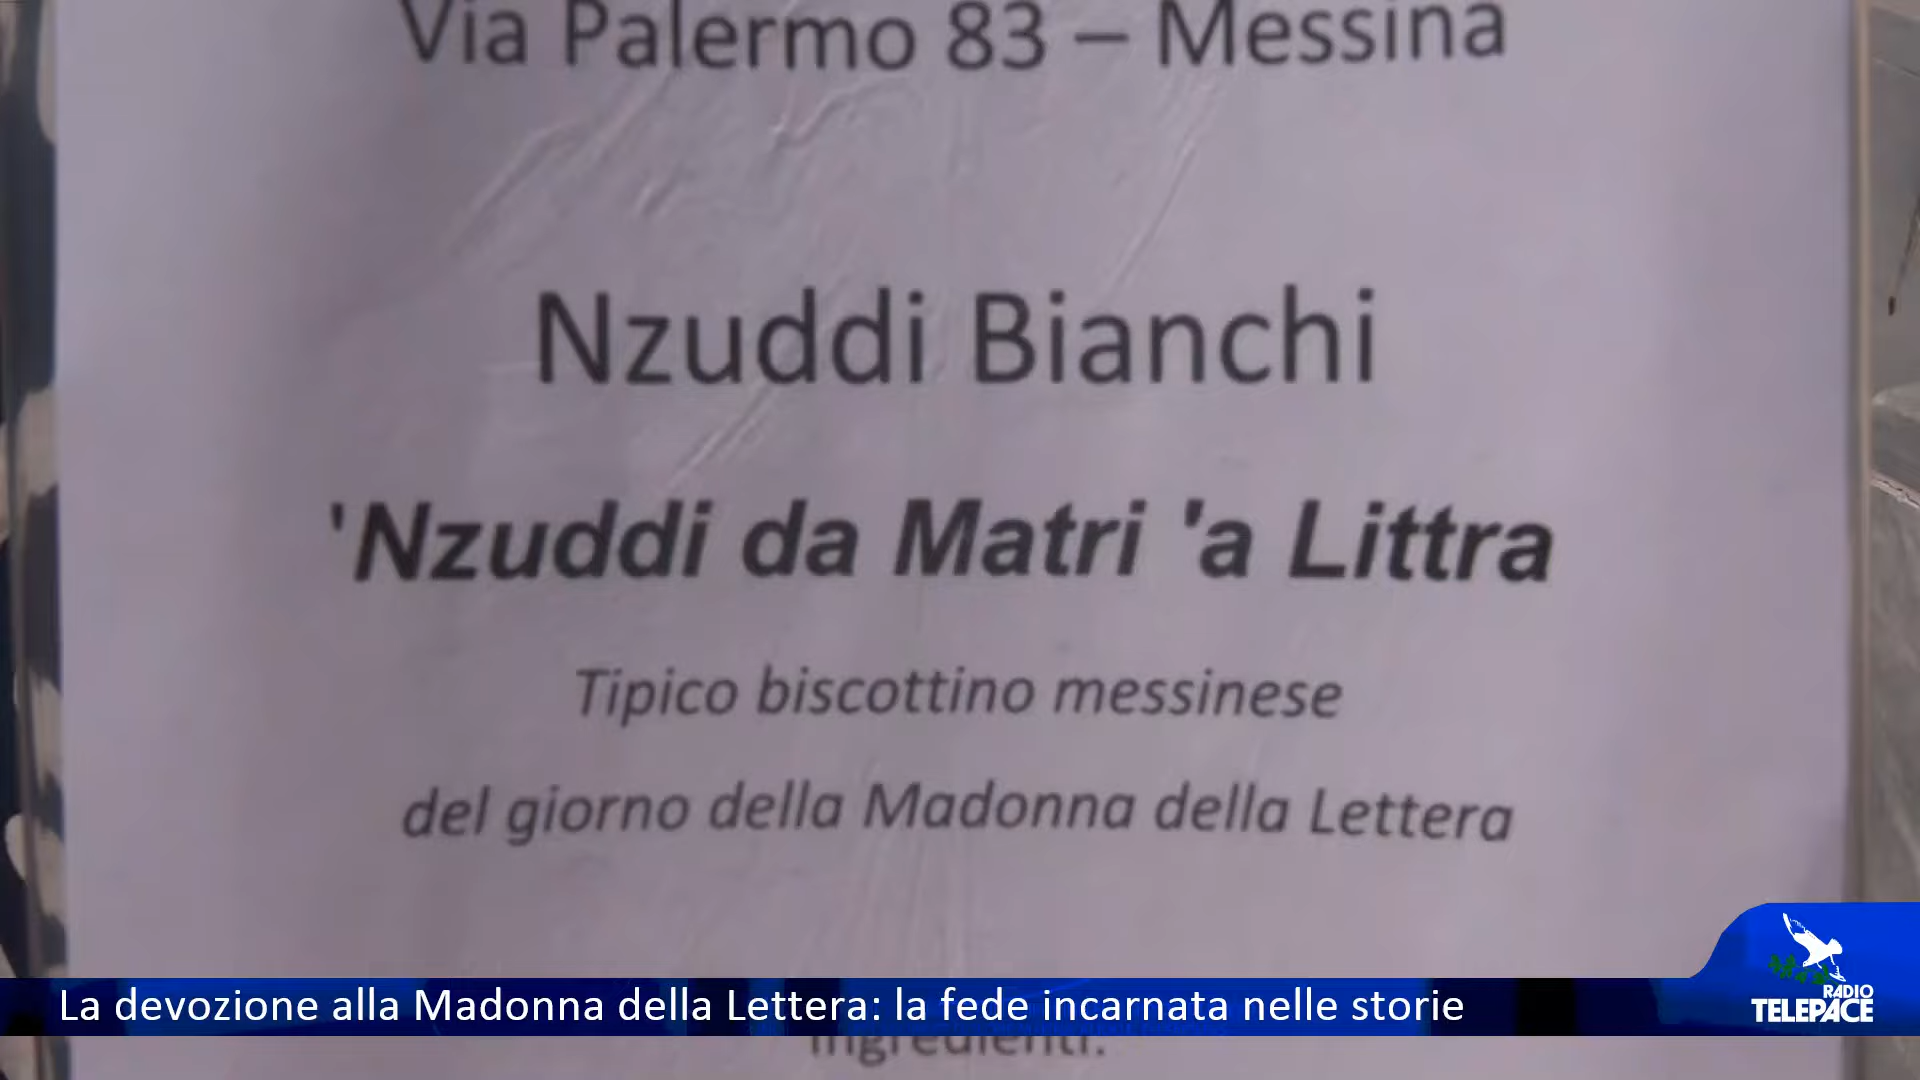 Via Palermo 83 – Messina
Nzuddi Bianchi
'Nzuddi da Matri 'a Littra
Tipico biscottino messinese
del giorno della Madonna della Lettera
La devozione alla Madonna della Lettera: la fede incarnata nelle storie
RADIO
TELEPACE
Ingredienti: